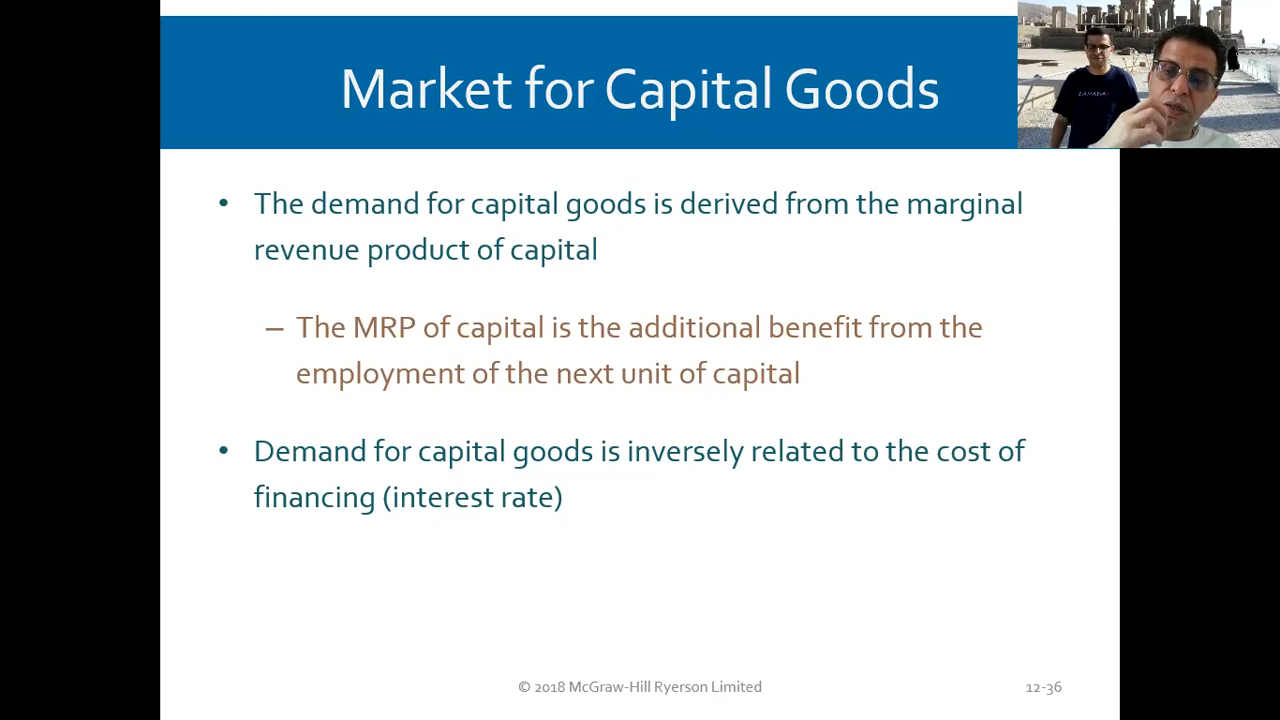 Market for Capital Goods
CANADA
• The demand for capital goods is derived from the marginal
revenue product of capital
– The MRP of capital is the additional benefit from the
employment of the next unit of capital
• Demand for capital goods is inversely related to the cost of
financing (interest rate)
© 2018 McGraw-Hill Ryerson Limited
12-36